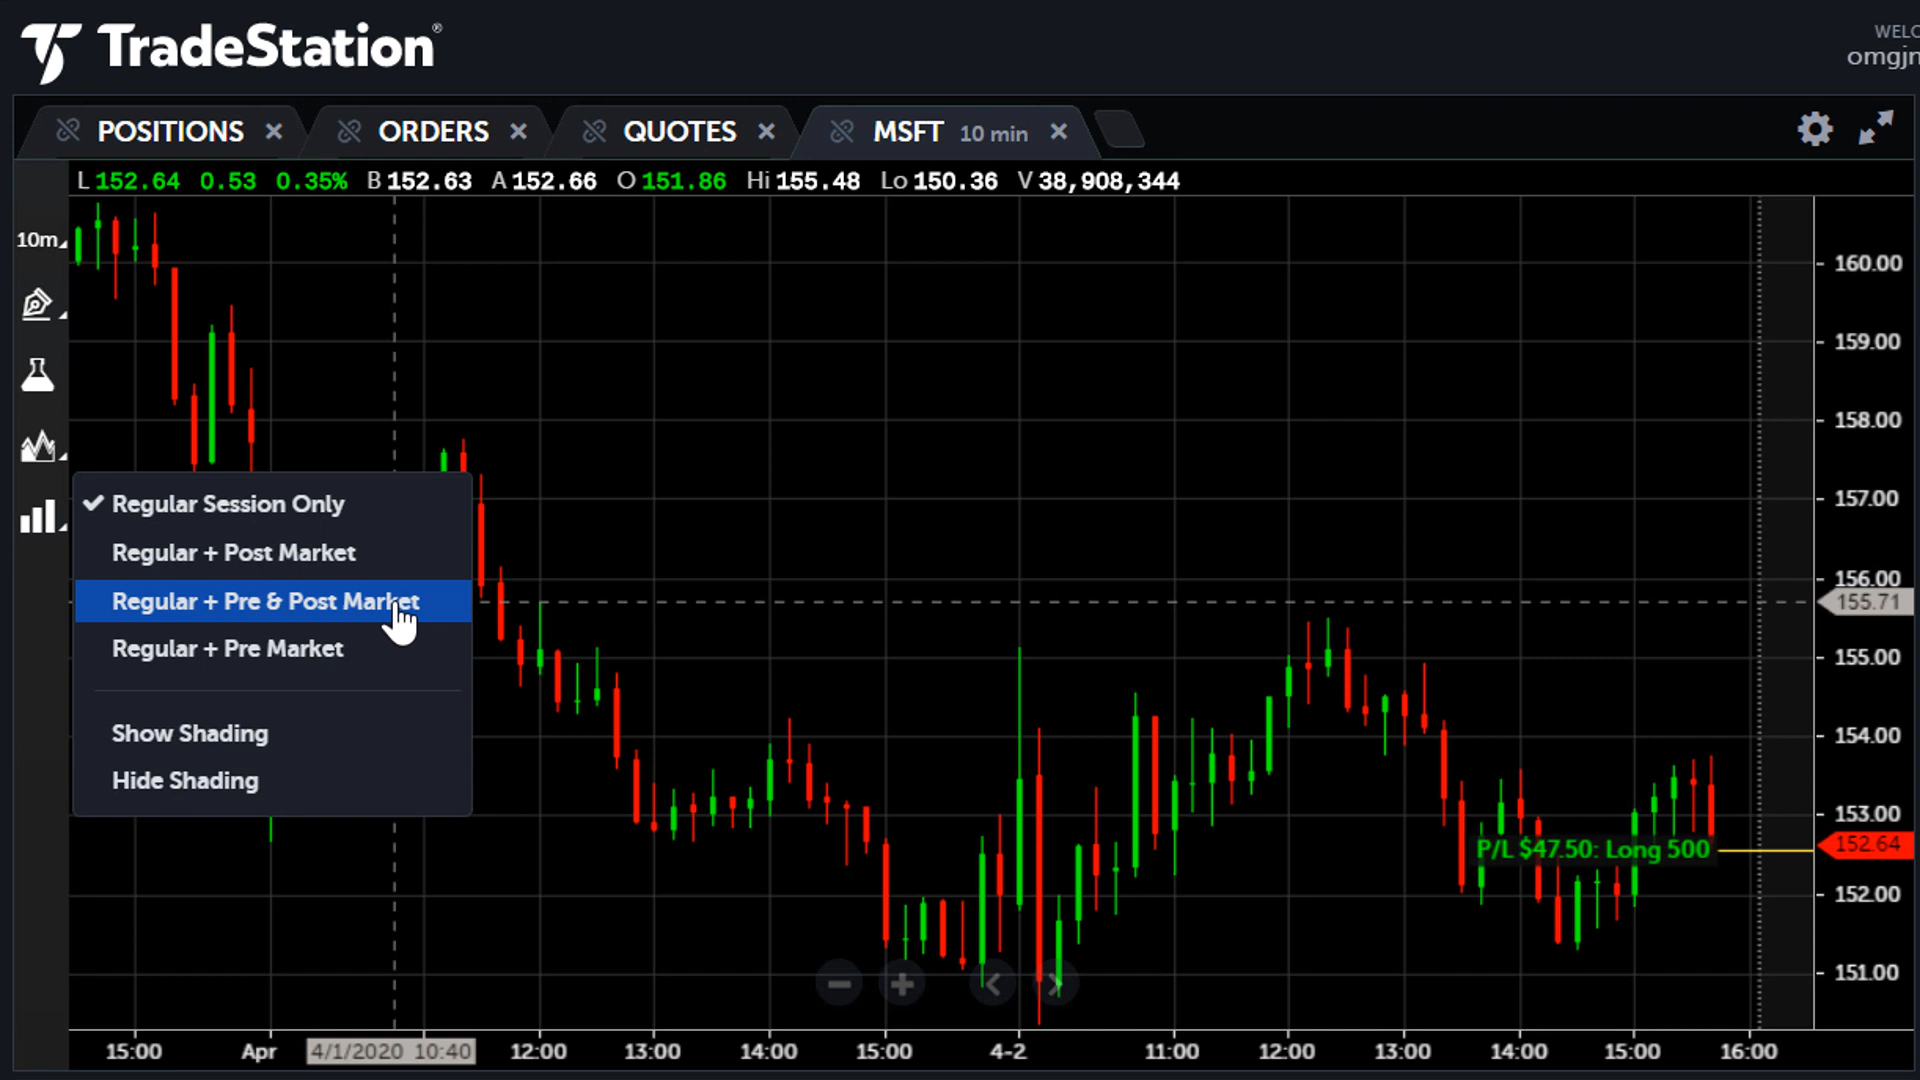 TradeStation®
WELC
omgjn
POSITIONS
ORDERS
QUOTES
MSFT 10 min
L 152.64 0.53 0.35% B 152.63 A 152.66 O 151.86 Hi 155.48 Lo 150.36 V 38,908,344
10m
160.00
159.00
158.00
157.00
156.00
155.71
155.00
154.00
153.00
152.64
152.00
151.00
Regular Session Only
Regular + Post Market
Regular + Pre & Post Market
Regular + Pre Market
Show Shading
Hide Shading
P/L $47.50: Long 500
15:00 Apr 4/1/2020 10:40 12:00 13:00 14:00 15:00 4-2 11:00 12:00 13:00 14:00 15:00 16:00